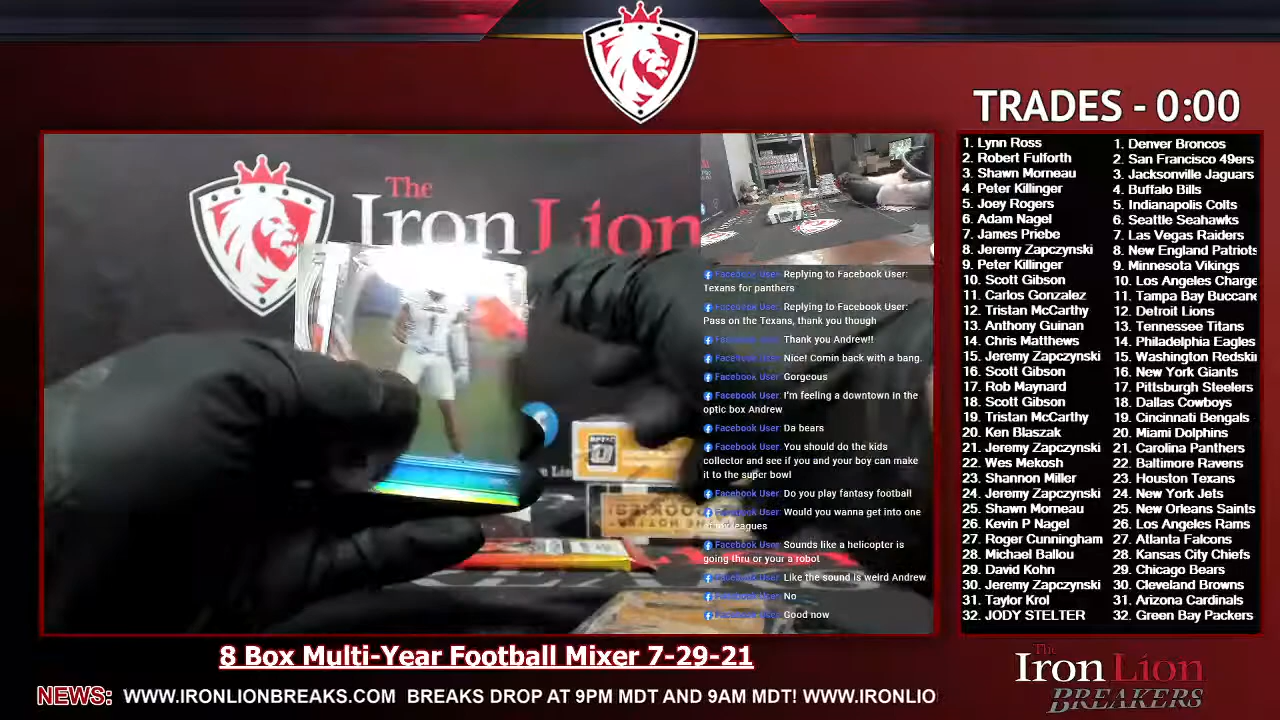 TRADES - 0:00
The
Iron Lion
1. Lynn Ross
2. Robert Fulforth
3. Shawn Morneau
4. Peter Killinger
5. Joey Rogers
6. Adam Nagel
7. James Priebe
8. Jeremy Zapczynski
9. Peter Killinger
10. Scott Gibson
11. Carlos Gonzalez
12. Tristan McCarthy
13. Anthony Guinan
14. Chris Matthews
15. Jeremy Zapczynski
16. Scott Gibson
17. Rob Maynard
18. Scott Gibson
19. Tristan McCarthy
20. Ken Blaszak
21. Jeremy Zapczynski
22. Wes Mekosh
23. Shannon Miller
24. Jeremy Zapczynski
25. Shawn Morneau
26. Kevin P Nagel
27. Roger Cunningham
28. Michael Ballou
29. David Kohn
30. Jeremy Zapczynski
31. Taylor Krol
32. JODY STELTER
1. Denver Broncos
2. San Francisco 49ers
3. Jacksonville Jaguars
4. Buffalo Bills
5. Indianapolis Colts
6. Seattle Seahawks
7. Las Vegas Raiders
8. New England Patriots
9. Minnesota Vikings
10. Los Angeles Charge
11. Tampa Bay Buccane
12. Detroit Lions
13. Tennessee Titans
14. Philadelphia Eagles
15. Washington Redski
16. New York Giants
17. Pittsburgh Steelers
18. Dallas Cowboys
19. Cincinnati Bengals
20. Miami Dolphins
21. Carolina Panthers
22. Baltimore Ravens
23. Houston Texans
24. New York Jets
25. New Orleans Saints
26. Los Angeles Rams
27. Atlanta Falcons
28. Kansas City Chiefs
29. Chicago Bears
30. Cleveland Browns
31. Arizona Cardinals
32. Green Bay Packers
Facebook User: Replying to Facebook User:
Texans for panthers
Facebook User: Replying to Facebook User:
Pass on the Texans, thank you though
Facebook User: Thank you Andrew!!
Facebook User: Nice! Comin back with a bang.
Facebook User: Gorgeous
Facebook User: I'm feeling a downtown in the
optic box Andrew
Facebook User: Da bears
Facebook User: You should do the kids
collector and see if you and your boy can make
it to the super bowl
Facebook User: Do you play fantasy football
Facebook User: Would you wanna get into one
of my leagues
Facebook User: Sounds like a helicopter is
going thru or your a robot
Facebook User: Like the sound is weird Andrew
Facebook User: No
Facebook User: Good now
OPTIC
8 Box Multi-Year Football Mixer 7-29-21
The
Iron Lion
BREAKERS
NEWS: WWW.IRONLIONBREAKS.COM BREAKS DROP AT 9PM MDT AND 9AM MDT! WWW.IRONLIO